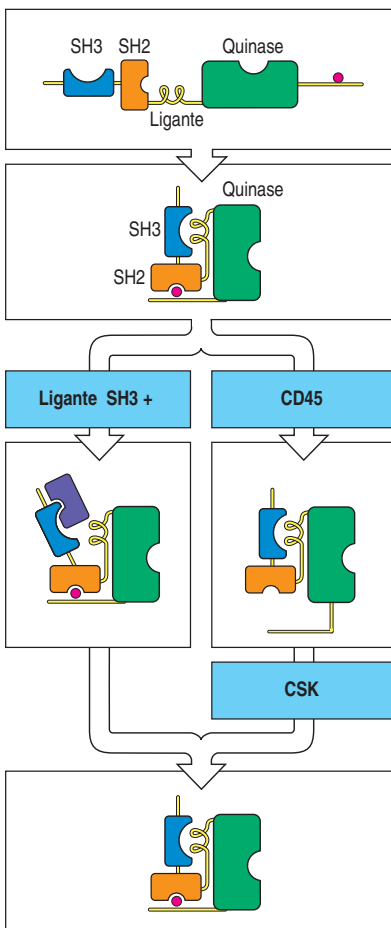 SH3 SH2 Quinase
Ligante
Quinase
SH3
SH2
Ligante SH3 + CD45
CSK